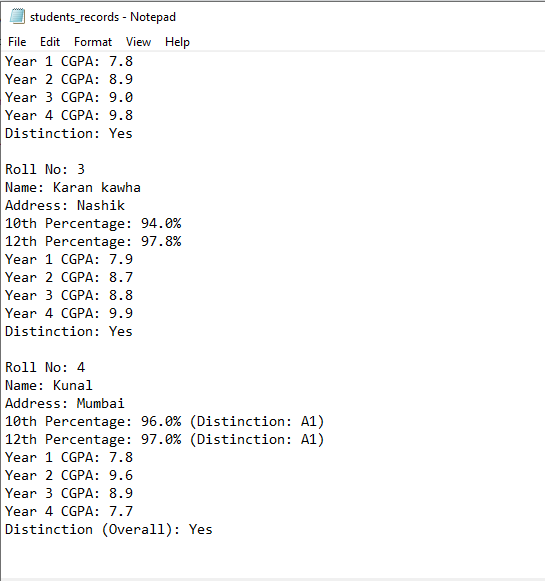 students_records - Notepad
File Edit Format View Help
Year 1 CGPA: 7.8
Year 2 CGPA: 8.9
Year 3 CGPA: 9.0
Year 4 CGPA: 9.8
Distinction: Yes
Roll No: 3
Name: Karan kawha
Address: Nashik
10th Percentage: 94.0%
12th Percentage: 97.8%
Year 1 CGPA: 7.9
Year 2 CGPA: 8.7
Year 3 CGPA: 8.8
Year 4 CGPA: 9.9
Distinction: Yes
Roll No: 4
Name: Kunal
Address: Mumbai
10th Percentage: 96.0% (Distinction: A1)
12th Percentage: 97.0% (Distinction: A1)
Year 1 CGPA: 7.8
Year 2 CGPA: 9.6
Year 3 CGPA: 8.9
Year 4 CGPA: 7.7
Distinction (Overall): Yes